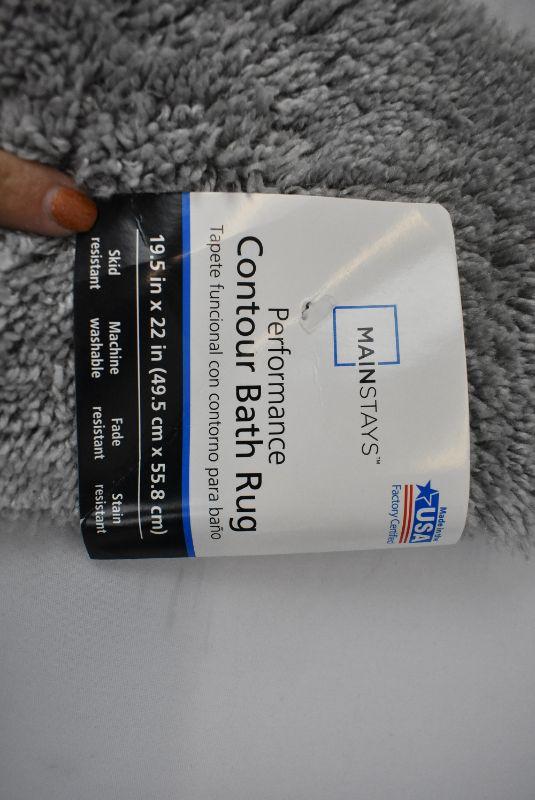 MAINSTAYS™
Made in the
USA
Factory Certified
Performance
Contour Bath Rug
Tapete funcional con contorno para baño
19.5 in x 22 in (49.5 cm x 55.8 cm)
Skid resistant
Machine washable
Fade resistant
Stain resistant